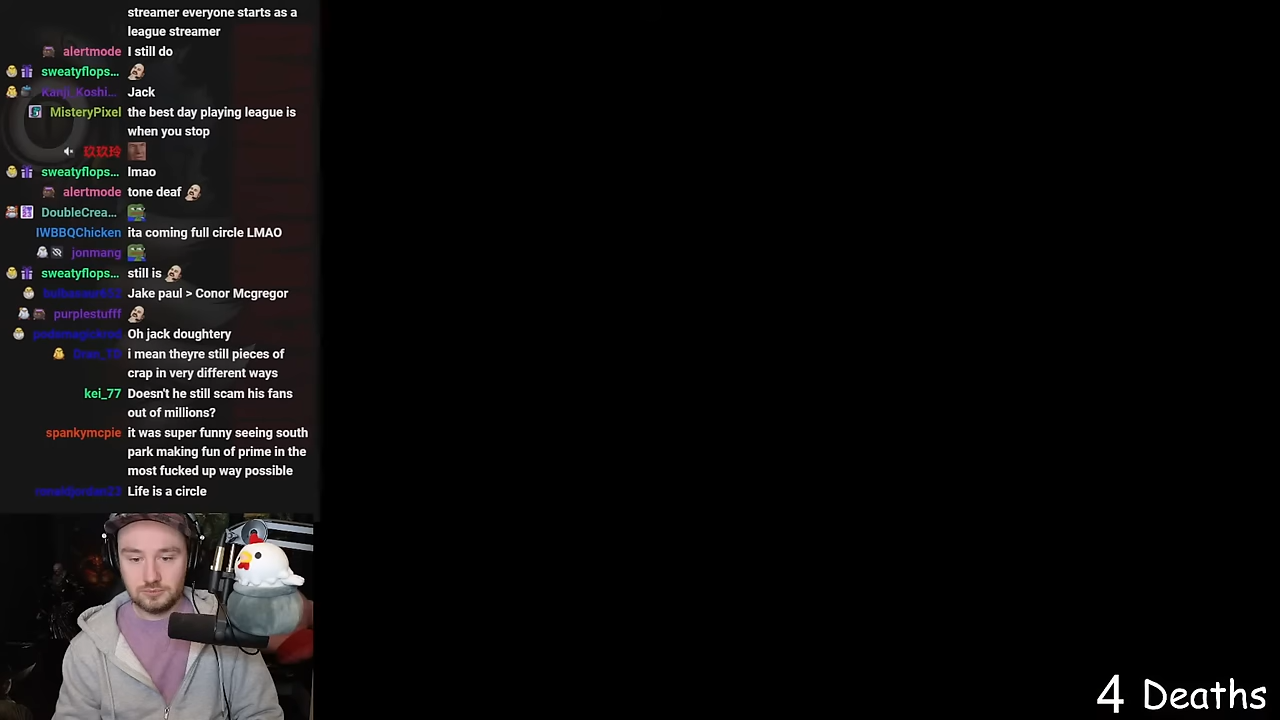 streamer everyone starts as a
league streamer
alertmode I still do
sweatyflops...
Kanji_Koshi... Jack
MisteryPixel the best day playing league is
when you stop
玖玖玲
sweatyflops... lmao
alertmode tone deaf
DoubleCrea...
IWBBQChicken ita coming full circle LMAO
jonmang
sweatyflops... still is
Jake paul > Conor Mcgregor
purplestufff
Oh jack doughtery
i mean theyre still pieces of
crap in very different ways
kei_77 Doesn't he still scam his fans
out of millions?
spankymcpie it was super funny seeing south
park making fun of prime in the
most fucked up way possible
Life is a circle
4 Deaths